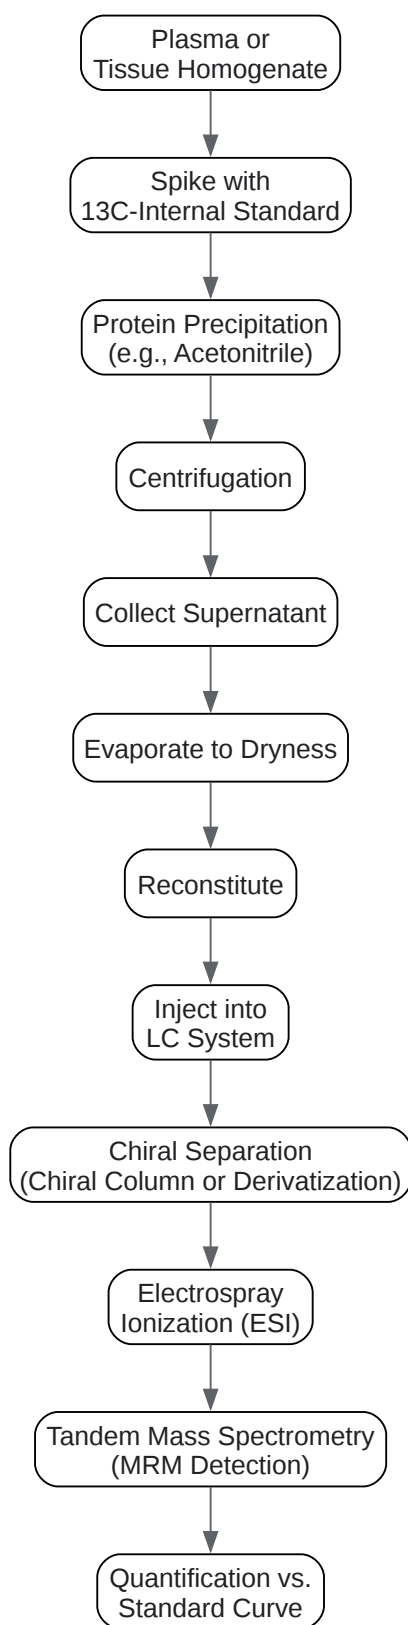 Plasma or
Tissue Homogenate
Spike with
13C-Internal Standard
Protein Precipitation
(e.g., Acetonitrile)
Centrifugation
Collect Supernatant
Evaporate to Dryness
Reconstitute
Inject into
LC System
Chiral Separation
(Chiral Column or Derivatization)
Electrospray
Ionization (ESI)
Tandem Mass Spectrometry
(MRM Detection)
Quantification vs.
Standard Curve